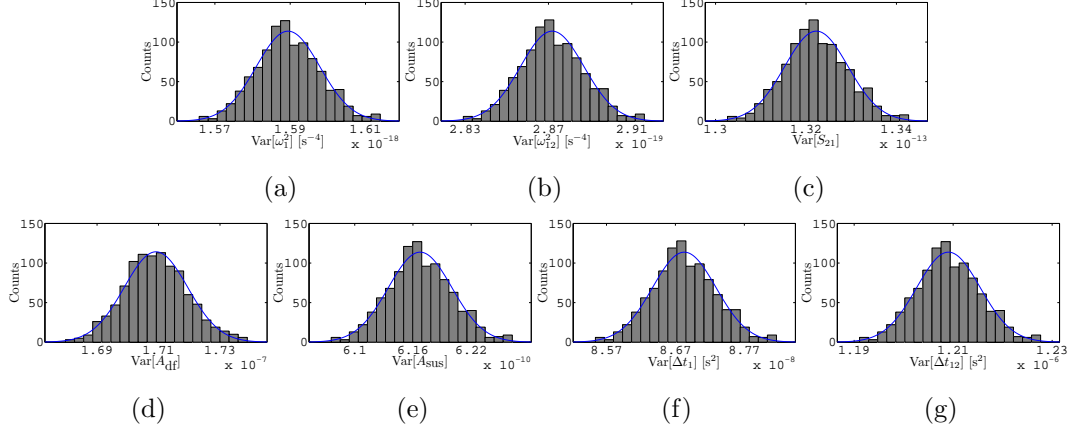 150
100
50
0
Counts
1.57 1.59 1.61
Var[ω₁²] [s⁻⁴]
x 10⁻¹⁸
(a)
150
100
50
0
Counts
2.83 2.87 2.91
Var[ω₁₂²] [s⁻⁴]
x 10⁻¹⁹
(b)
150
100
50
0
Counts
1.3 1.32 1.34
Var[S₂₁]
x 10⁻¹³
(c)
150
100
50
0
Counts
1.69 1.71 1.73
Var[A_df]
x 10⁻⁷
(d)
150
100
50
0
Counts
6.1 6.16 6.22
Var[A_sus]
x 10⁻¹⁰
(e)
150
100
50
0
Counts
8.57 8.67 8.77
Var[Δt₁] [s²]
x 10⁻⁸
(f)
150
100
50
0
Counts
1.19 1.21 1.23
Var[Δt₁₂] [s²]
x 10⁻⁶
(g)